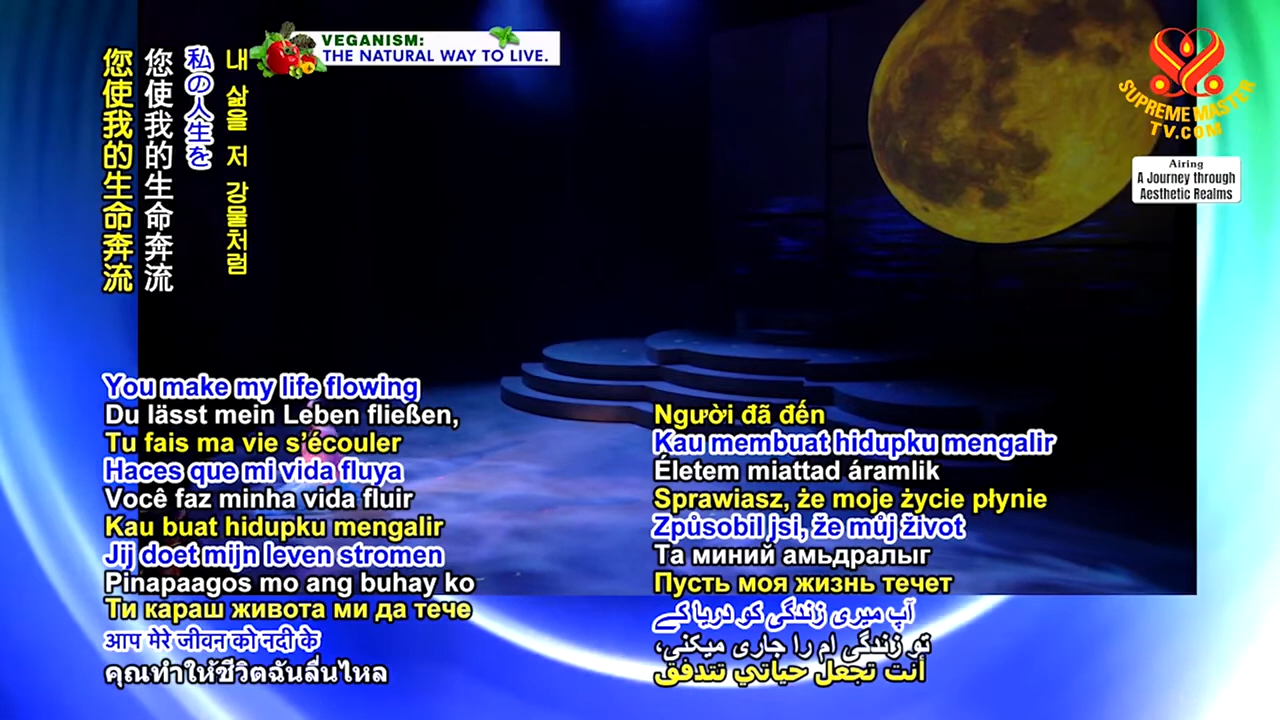 VEGANISM:
THE NATURAL WAY TO LIVE.
SUPREME MASTER
TV.COM
Airing
A Journey through
Aesthetic Realms
您使我的生命奔流
您使我的生命奔流
私の人生を
내 삶을 저 강물처럼
You make my life flowing
Du lässt mein Leben fließen,
Tu fais ma vie s’écouler
Haces que mi vida fluya
Você faz minha vida fluir
Kau buat hidupku mengalir
Jij doet mijn leven stromen
Pinapaagos mo ang buhay ko
Ти караш живота ми да тече
आप मेरे जीवन को नदी के
คุณทำให้ชีวิตฉันลื่นไหล
Người đã đến
Kau membuat hidupku mengalir
Életem miattad áramlik
Sprawiasz, że moje życie płynie
Způsobil jsi, že můj život
Та миний амьдралыг
Пусть моя жизнь течет
آپ میری زندگی کو دریا کے
تو زندگی ام را جاری میکنی،
أنت تجعل حياتي تتدفق